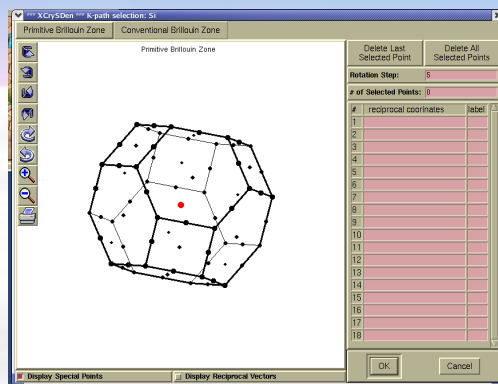 *** XCrySDen *** K-path selection: Si
Primitive Brillouin Zone
Conventional Brillouin Zone
Primitive Brillouin Zone
Delete Last
Selected Point
Delete All
Selected Points
Rotation Step:
5
# of Selected Points:
0
# reciprocal coorinates label
1
2
3
4
5
6
7
8
9
10
11
12
13
14
15
16
17
18
Display Special Points
Display Reciprocal Vectors
OK
Cancel